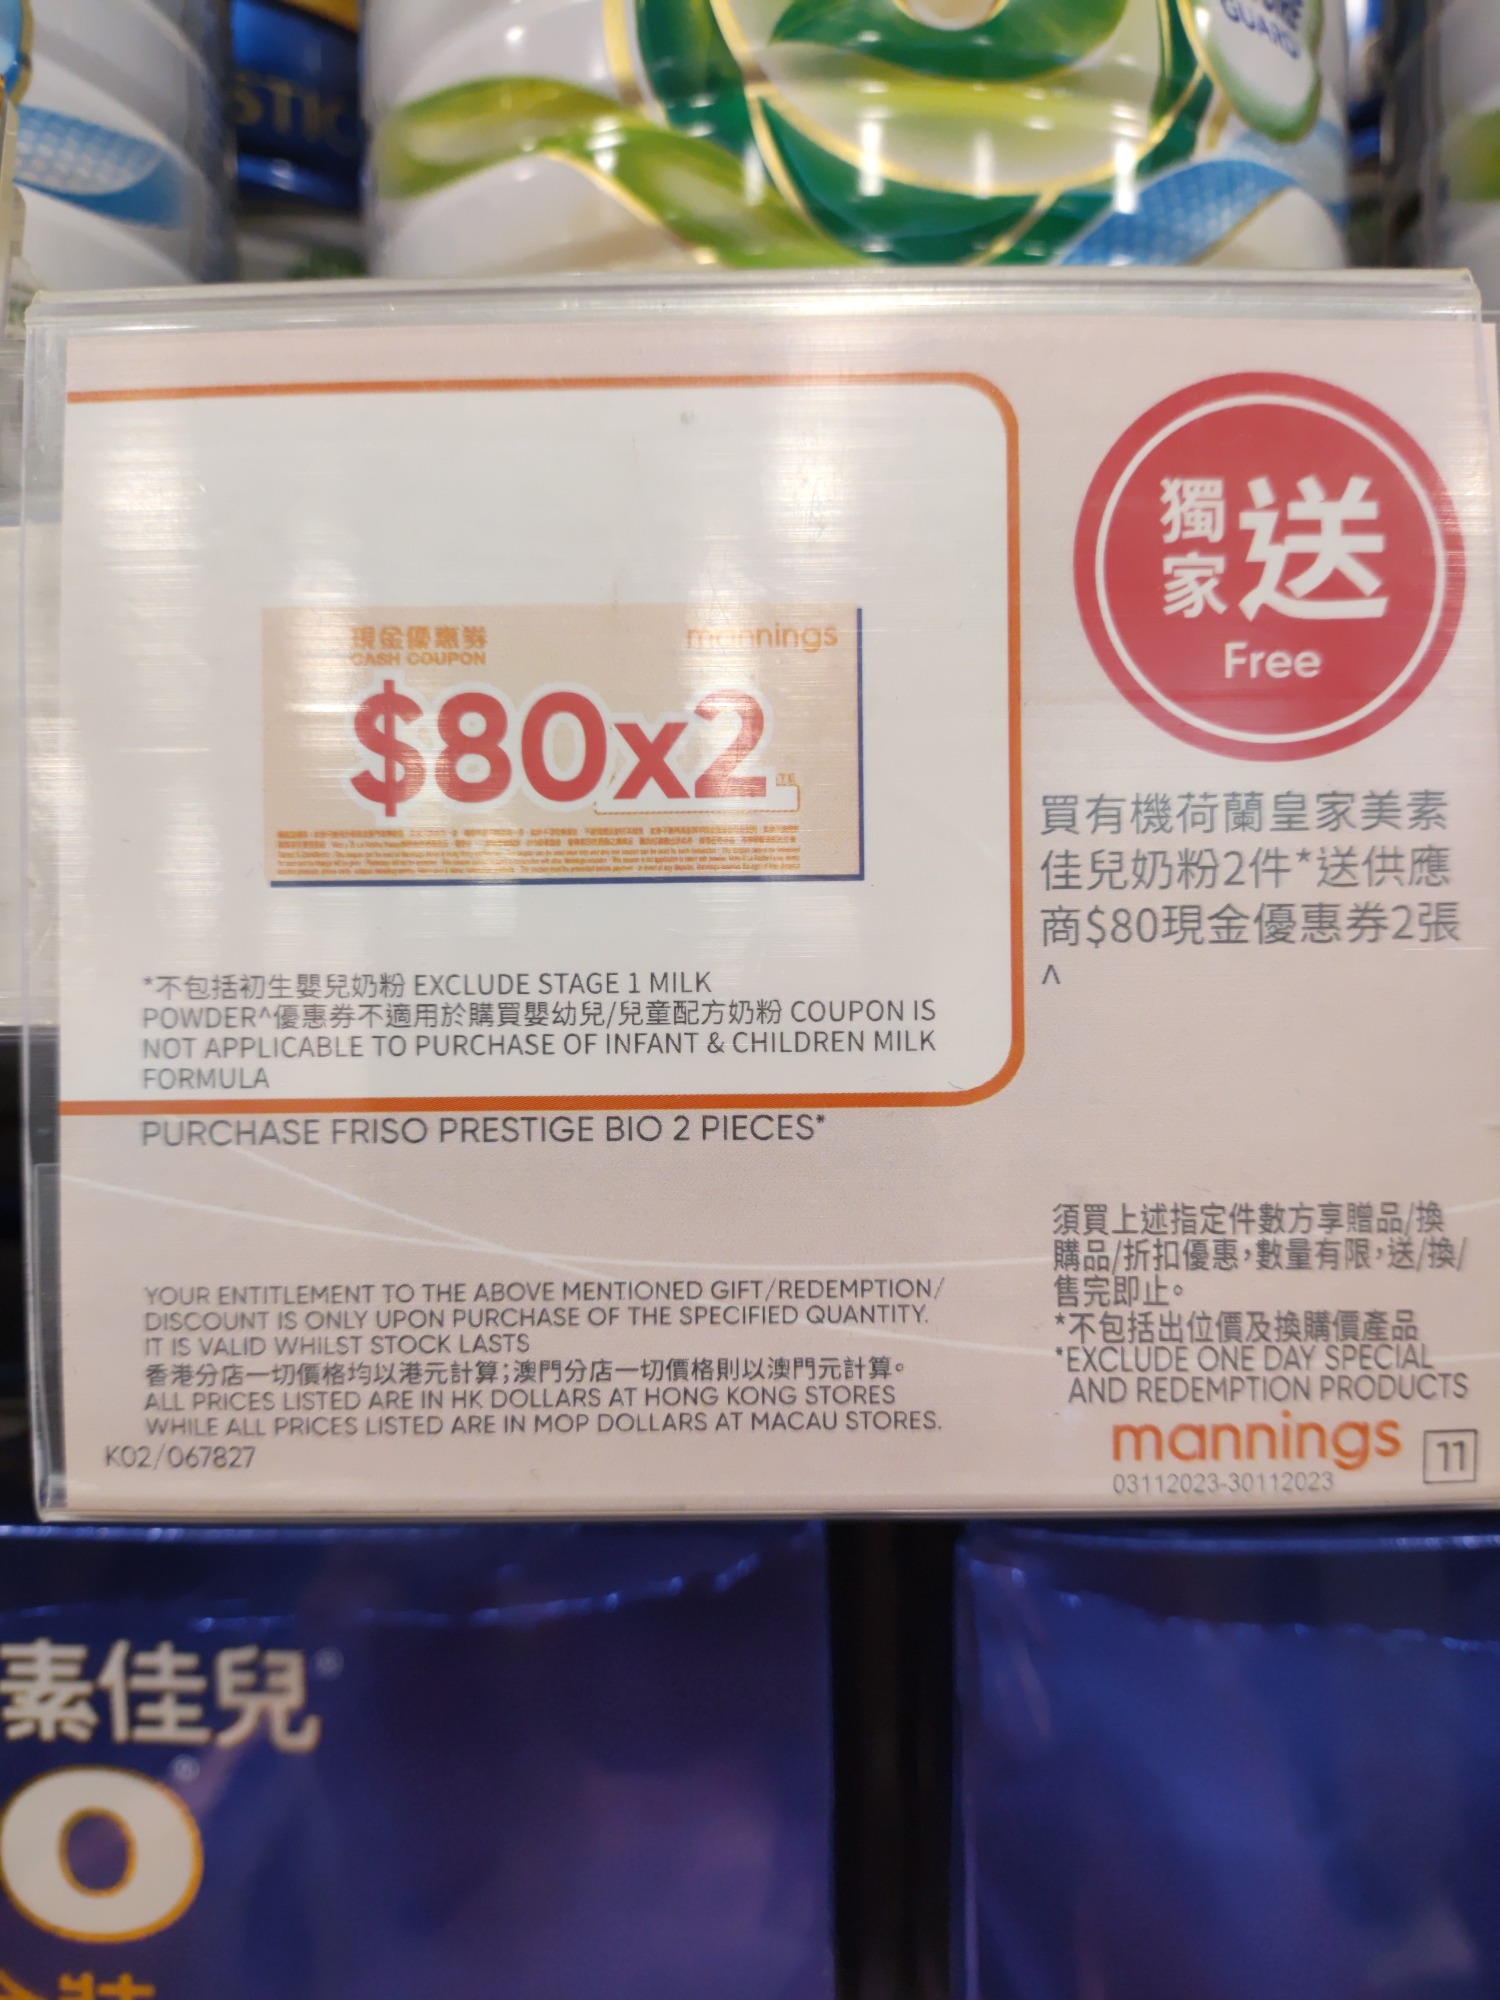 GUARD
STIG
獨家送
Free
現金優惠券
CASH COUPON
mannings
$80x2
買有機荷蘭皇家美素
佳兒奶粉2件*送供應
商$80現金優惠券2張
^
*不包括初生嬰兒奶粉 EXCLUDE STAGE 1 MILK
POWDER^優惠券不適用於購買嬰幼兒/兒童配方奶粉 COUPON IS
NOT APPLICABLE TO PURCHASE OF INFANT & CHILDREN MILK
FORMULA
PURCHASE FRISO PRESTIGE BIO 2 PIECES*
須買上述指定件數方享贈品/換
購品/折扣優惠，數量有限，送/換/
售完即止。
*不包括出位價及換購價產品
*EXCLUDE ONE DAY SPECIAL
AND REDEMPTION PRODUCTS
YOUR ENTITLEMENT TO THE ABOVE MENTIONED GIFT/REDEMPTION/
DISCOUNT IS ONLY UPON PURCHASE OF THE SPECIFIED QUANTITY.
IT IS VALID WHILST STOCK LASTS
香港分店一切價格均以港元計算；澳門分店一切價格則以澳門元計算。
ALL PRICES LISTED ARE IN HK DOLLARS AT HONG KONG STORES
WHILE ALL PRICES LISTED ARE IN MOP DOLLARS AT MACAU STORES.
K02/067827
mannings 11
03112023-30112023
素佳兒®
O®